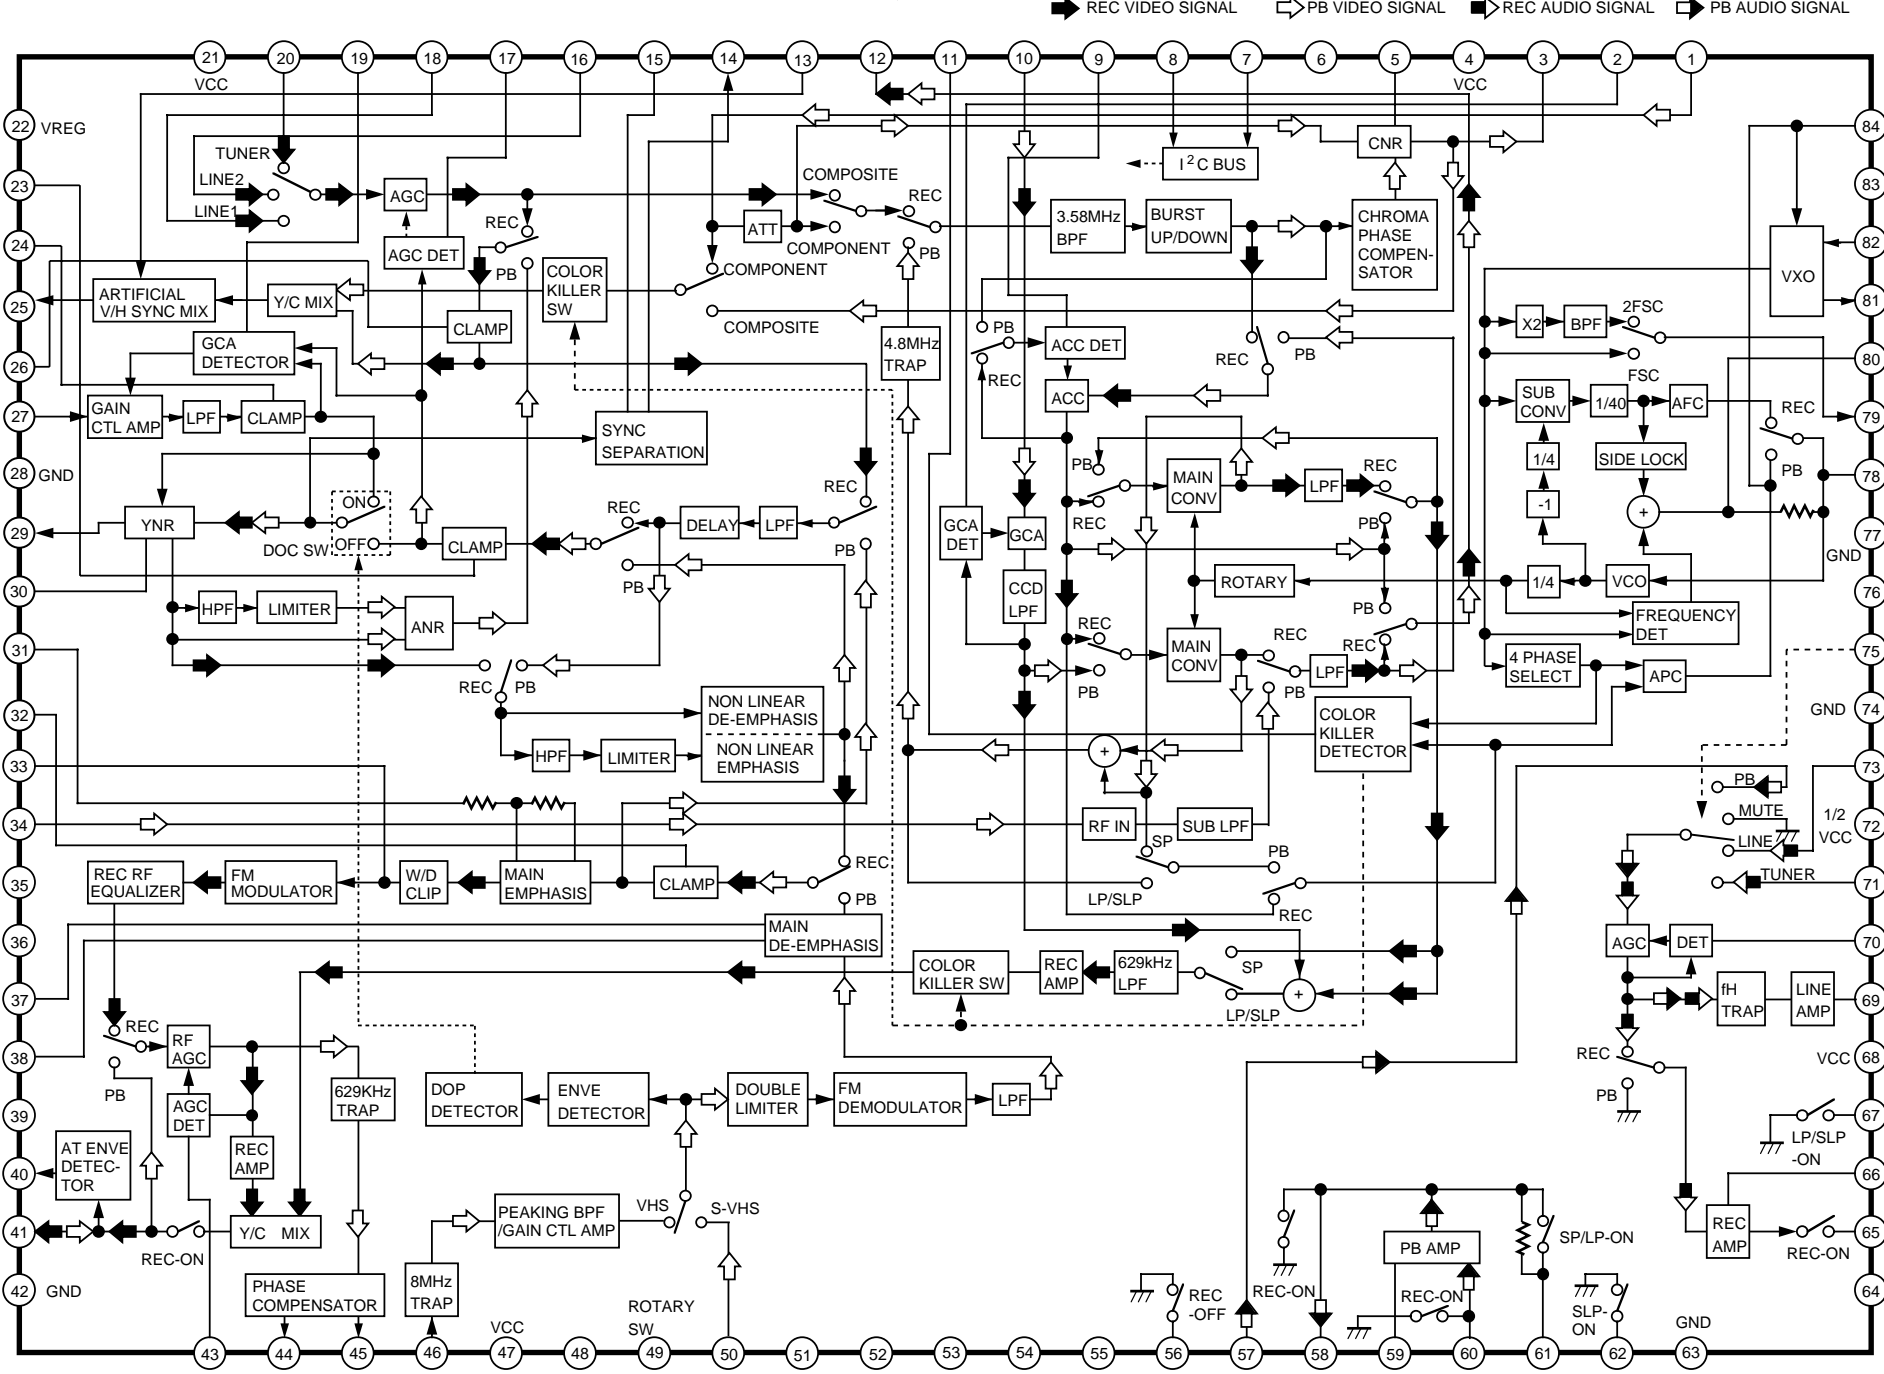 REC VIDEO SIGNAL PB VIDEO SIGNAL REC AUDIO SIGNAL PB AUDIO SIGNAL
21 20 19 18 17 16 15 14 13 12 11 10 9 8 7 6 5 4 3 2 1
VCC
VCC
22 VREG
84
TUNER
CNR
I2C BUS
23
LINE2
AGC
COMPOSITE
REC
83
LINE1
REC
ATT
3.58MHz
BPF
BURST
UP/DOWN
CHROMA
PHASE
COMPEN-
SATOR
24
AGC DET
COMPONENT
PB
82
PB
COLOR
KILLER
SW
COMPONENT
VXO
25
ARTIFICIAL
V/H SYNC MIX
Y/C MIX
81
CLAMP
COMPOSITE
PB
X2
BPF
2FSC
GCA
DETECTOR
4.8MHz
TRAP
ACC DET
REC
PB
26
80
REC
FSC
ACC
SUB
CONV
1/40
AFC
REC
27
GAIN
CTL AMP
LPF
CLAMP
79
SYNC
SEPARATION
SIDE LOCK
PB
1/4
28 GND
PB
MAIN
CONV
LPF
REC
78
ON
REC
REC
-1
+
29
YNR
REC
DELAY
LPF
GCA
DET
GCA
REC
PB
77
DOC SW
OFF
CLAMP
PB
GND
PB
CCD
LPF
ROTARY
1/4
VCO
30
76
HPF
LIMITER
ANR
PB
FREQUENCY
DET
REC
REC
REC
31
MAIN
CONV
LPF
4 PHASE
SELECT
APC
75
REC PB
PB
PB
NON LINEAR
DE-EMPHASIS
NON LINEAR
EMPHASIS
COLOR
KILLER
DETECTOR
32
GND 74
HPF
LIMITER
+
33
73
PB
MUTE
34
RF IN
SUB LPF
1/2
VCC
72
SP
PB
LINE
35
REC RF
EQUALIZER
FM
MODULATOR
W/D
CLIP
MAIN
EMPHASIS
CLAMP
REC
TUNER
71
LP/SLP
REC
PB
36
MAIN
DE-EMPHASIS
AGC
DET
70
37
COLOR
KILLER SW
REC
AMP
629kHz
LPF
SP
+
LP/SLP
fH
TRAP
LINE
AMP
69
REC
38
RF
AGC
REC
VCC 68
PB
629KHz
TRAP
DOP
DETECTOR
ENVE
DETECTOR
DOUBLE
LIMITER
FM
DEMODULATOR
LPF
PB
39
AGC
DET
67
LP/SLP
-ON
AT ENVE
DETEC-
TOR
REC
AMP
40
66
41
Y/C MIX
PEAKING BPF
/GAIN CTL AMP
VHS
S-VHS
PB AMP
SP/LP-ON
REC
AMP
65
REC-ON
REC-ON
42 GND
PHASE
COMPENSATOR
8MHz
TRAP
REC
-OFF
REC-ON
REC-ON
SLP-
ON
64
ROTARY
SW
VCC
GND
43 44 45 46 47 48 49 50 51 52 53 54 55 56 57 58 59 60 61 62 63